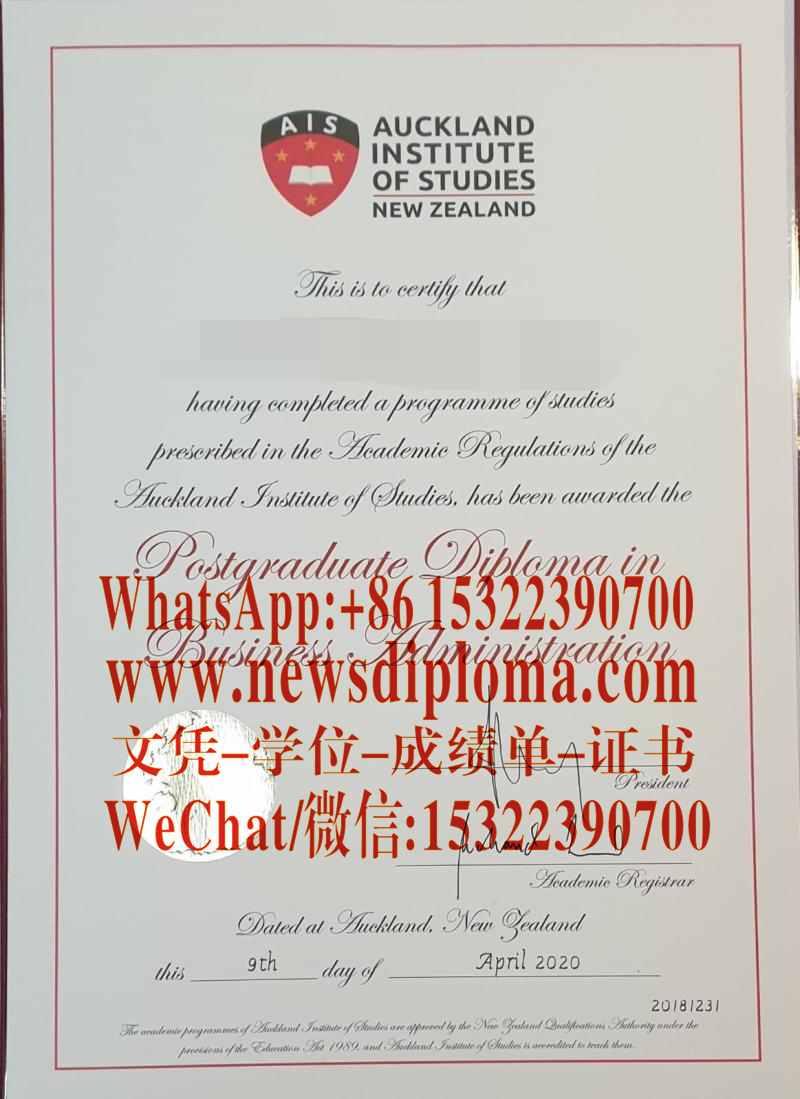 AIS
AUCKLAND
INSTITUTE
OF STUDIES
NEW ZEALAND
This is to certify that
having completed a programme of studies
prescribed in the Academic Regulations of the
Auckland Institute of Studies, has been awarded the
Postgraduate Diploma in
WhatsApp:+86 15322390700
Business Administration
www.newsdiploma.com
文凭–学位–成绩单–证书
President
WeChat/微信:15322390700
Academic Registrar
Dated at Auckland, New Zealand
this 9th day of April 2020
20181231
The academic programmes of Auckland Institute of Studies are approved by the New Zealand Qualifications Authority under the
provisions of the Education Act 1989, and Auckland Institute of Studies is accredited to teach them.